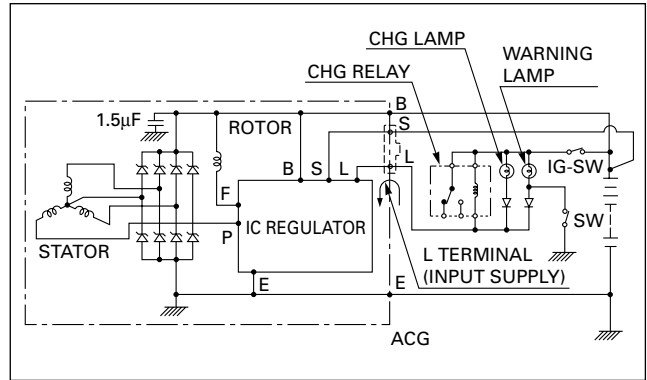 CHG LAMP
WARNING
LAMP
CHG RELAY
B
1.5μF
ROTOR
S
B S L
L
IG-SW
F
IC REGULATOR
P
SW
STATOR
L TERMINAL
(INPUT SUPPLY)
E
E
ACG